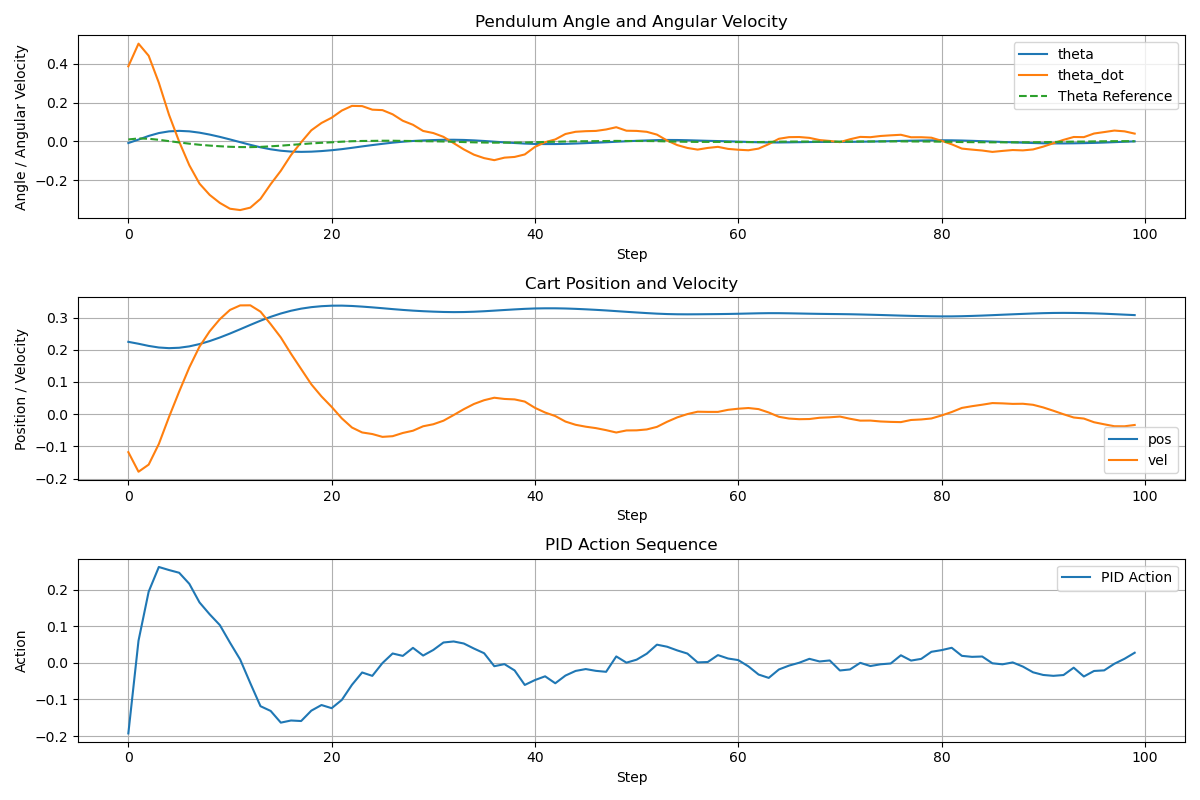 Pendulum Angle and Angular Velocity
Angle / Angular Velocity
0.4
0.2
0.0
−0.2
theta
theta_dot
Theta Reference
0 20 40 60 80 100
Step
Cart Position and Velocity
Position / Velocity
0.3
0.2
0.1
0.0
−0.1
−0.2
pos
vel
0 20 40 60 80 100
Step
PID Action Sequence
Action
0.2
0.1
0.0
−0.1
−0.2
PID Action
0 20 40 60 80 100
Step